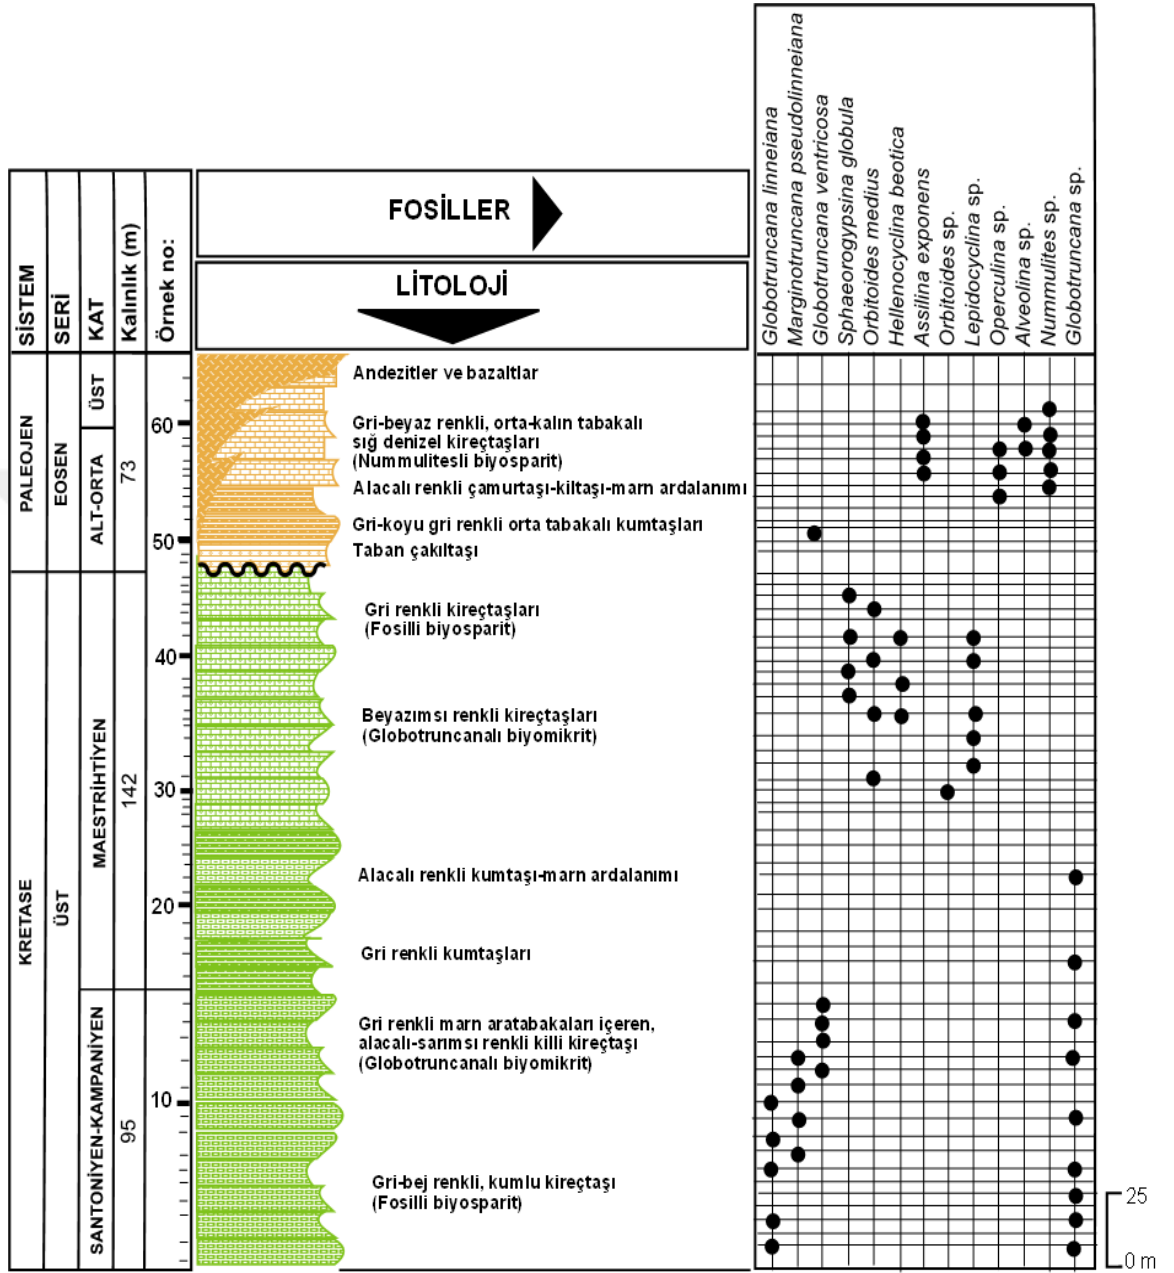 FOSİLLER
LİTOLOJİ
SİSTEM
SERİ
KAT
Kalınlık (m)
Örnek no:
Globotruncana linneiana
Marginotruncana pseudolinneiana
Globotruncana ventricosa
Sphaeorogypsina globula
Orbitoides medius
Hellenocyclina beotica
Assilina exponens
Orbitoides sp.
Lepidocyclina sp.
Operculina sp.
Alveolina sp.
Nummulites sp.
Globotruncana sp.
PALEOJEN
EOSEN
ÜST
ALT-ORTA
73
60
50
Andezitler ve bazaltlar
Gri-beyaz renkli, orta-kalın tabakalı
sığ denizel kireçtaşları
(Nummulitesli biyosparit)
Alacalı renkli çamurtaşı-kiltaşı-marn ardalanımı
Gri-koyu gri renkli orta tabakalı kumtaşları
Taban çakıltaşı
KRETASE
ÜST
MAESTRİHTİYEN
142
40
30
20
Gri renkli kireçtaşları
(Fosilli biyosparit)
Beyazımsı renkli kireçtaşları
(Globotruncanalı biyomikrit)
Alacalı renkli kumtaşı-marn ardalanımı
Gri renkli kumtaşları
SANTONİYEN-KAMPANİYEN
95
10
Gri renkli marn aratabakaları içeren,
alacalı-sarımsı renkli killi kireçtaşı
(Globotruncanalı biyomikrit)
Gri-bej renkli, kumlu kireçtaşı
(Fosilli biyosparit)
25
0 m